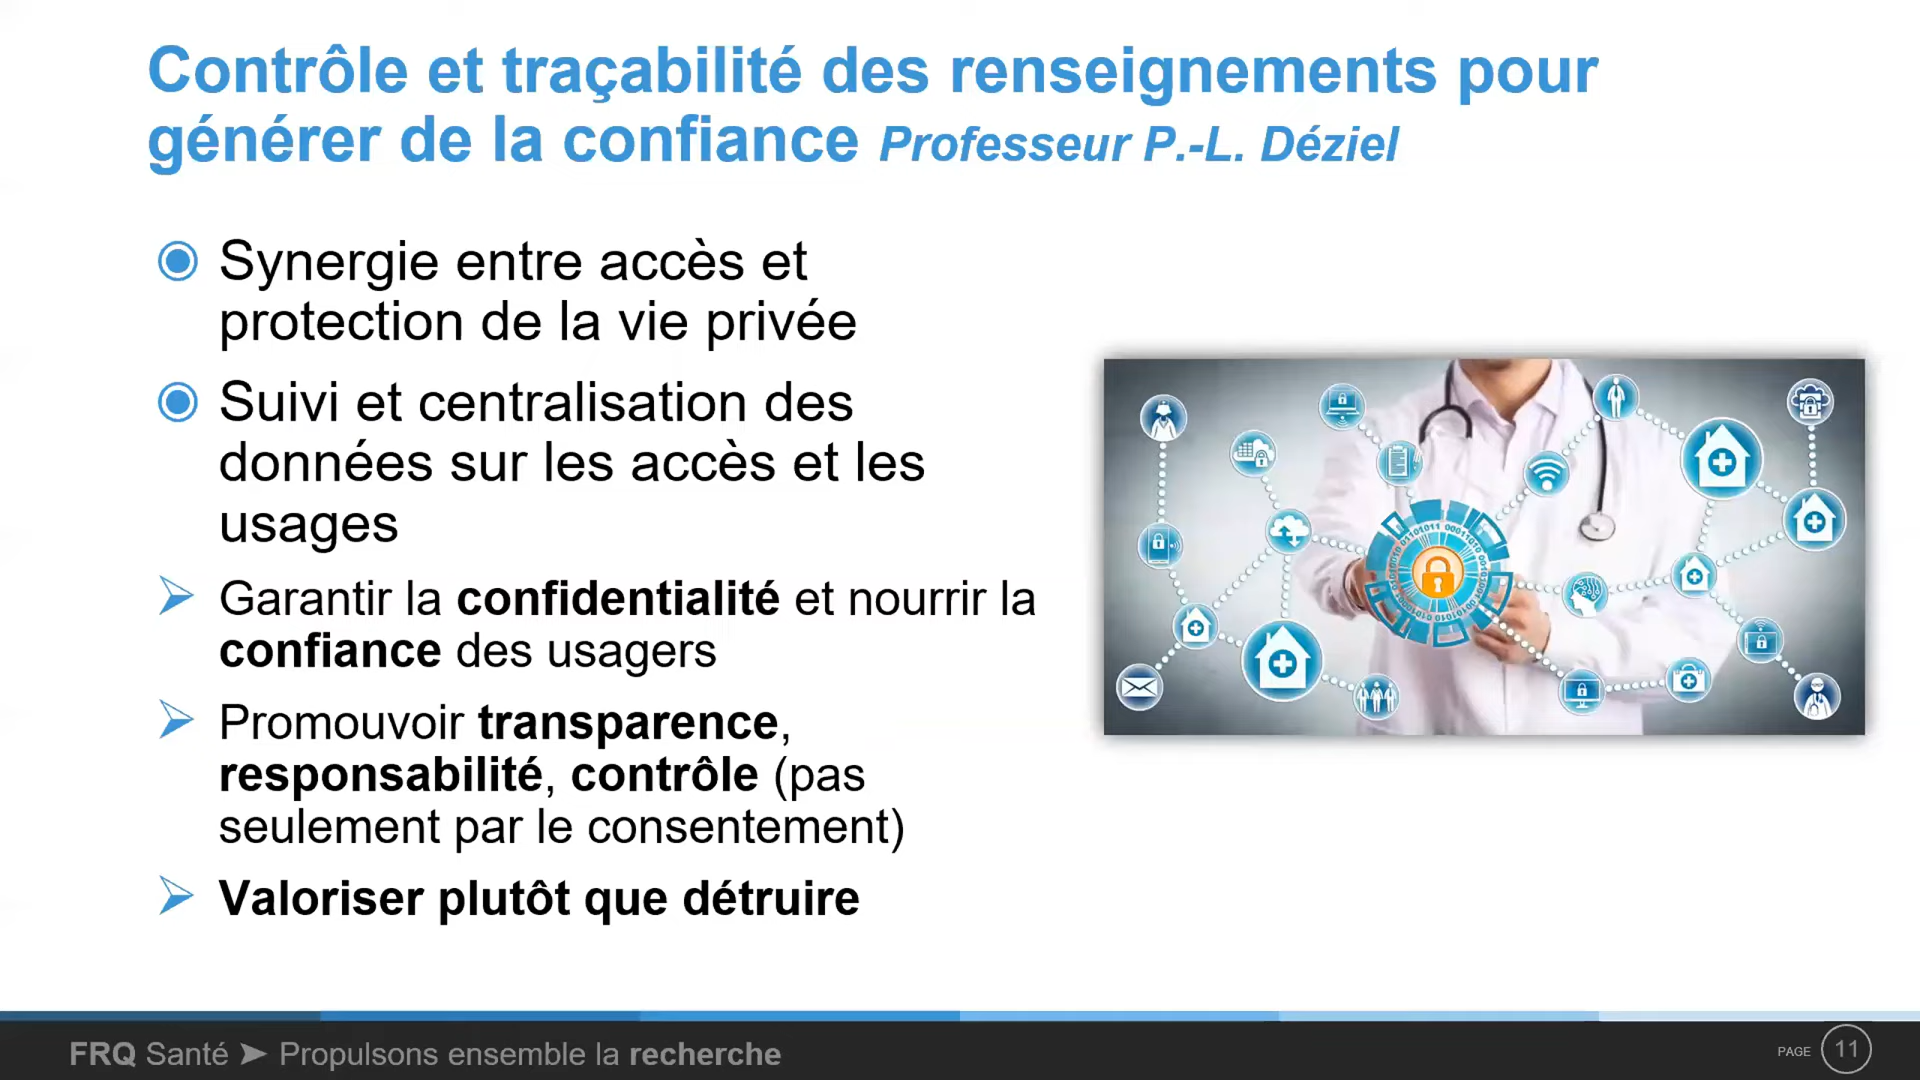 Contrôle et traçabilité des renseignements pour
générer de la confiance Professeur P.-L. Déziel
Synergie entre accès et
protection de la vie privée
Suivi et centralisation des
données sur les accès et les
usages
Garantir la confidentialité et nourrir la
confiance des usagers
Promouvoir transparence,
responsabilité, contrôle (pas
seulement par le consentement)
Valoriser plutôt que détruire
FRQ Santé ➤ Propulsons ensemble la recherche
PAGE 11